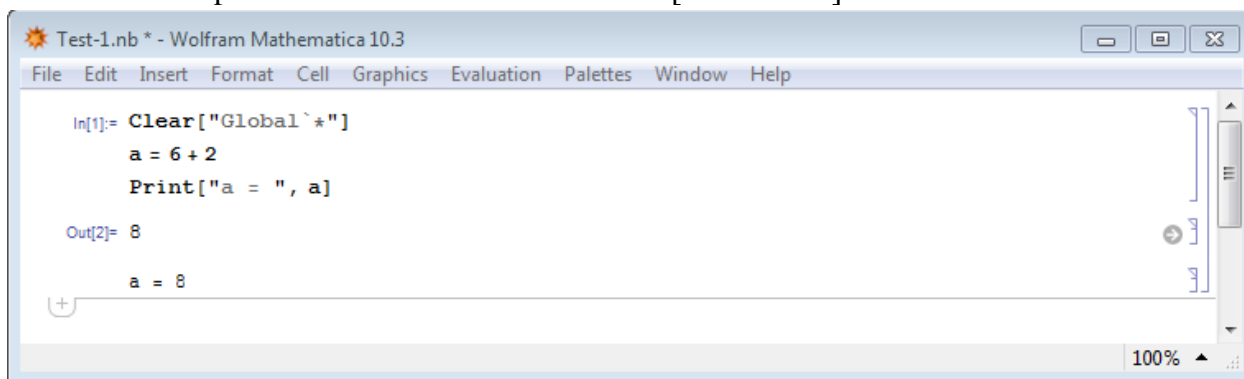 Test-1.nb * - Wolfram Mathematica 10.3
File Edit Insert Format Cell Graphics Evaluation Palettes Window Help
In[1]:= Clear["Global`*"]
a = 6 + 2
Print["a = ", a]
Out[2]= 8
a = 8
100%